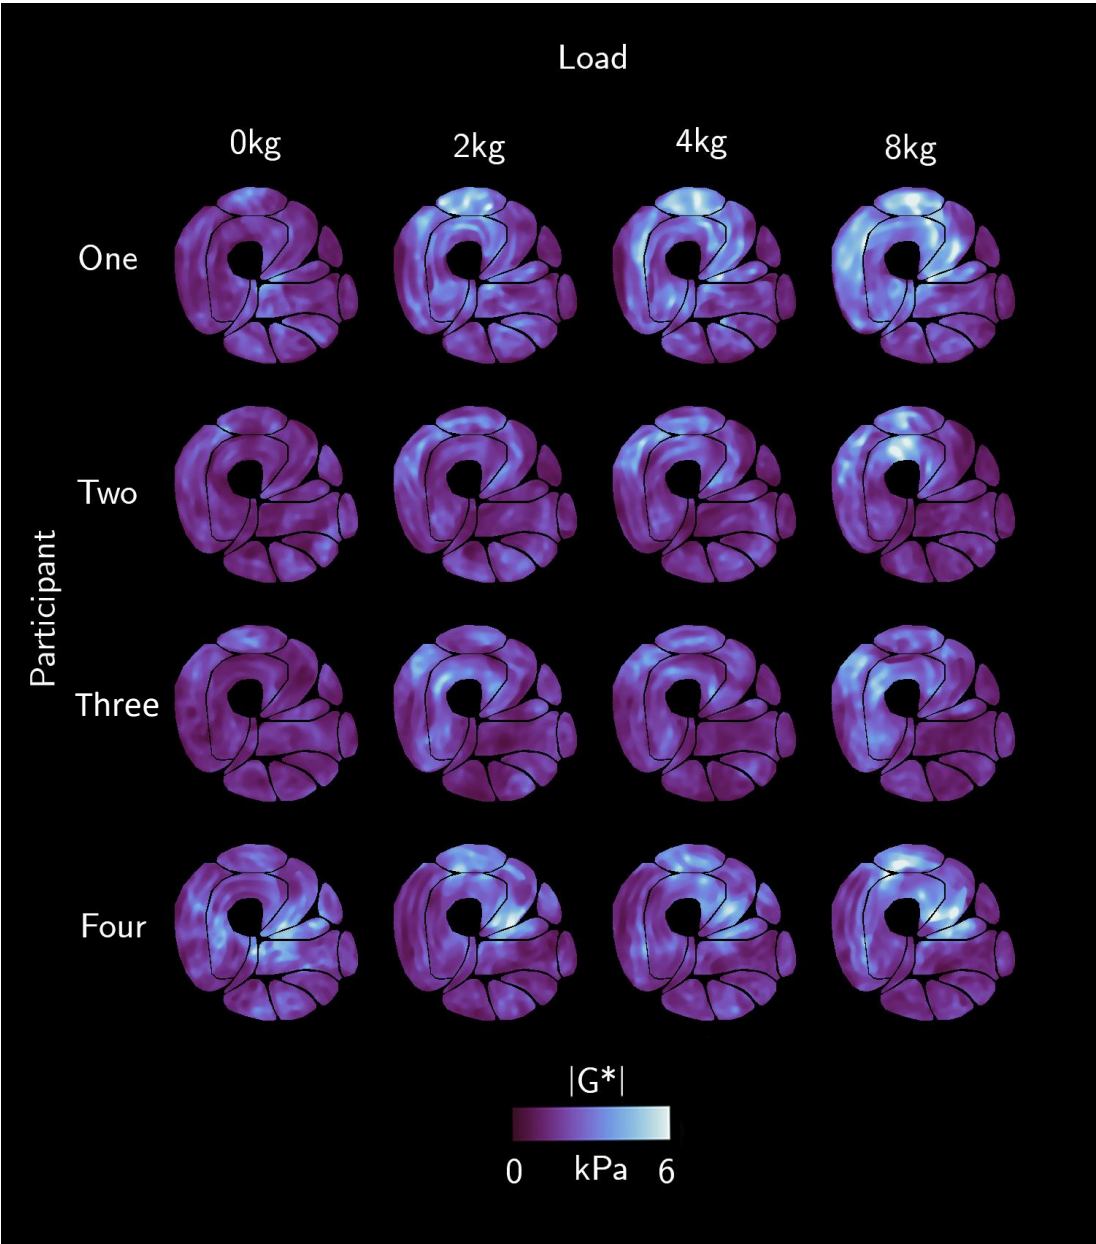 Load
0kg
2kg
4kg
8kg
Participant
One
Two
Three
Four
|G*|
0 kPa 6